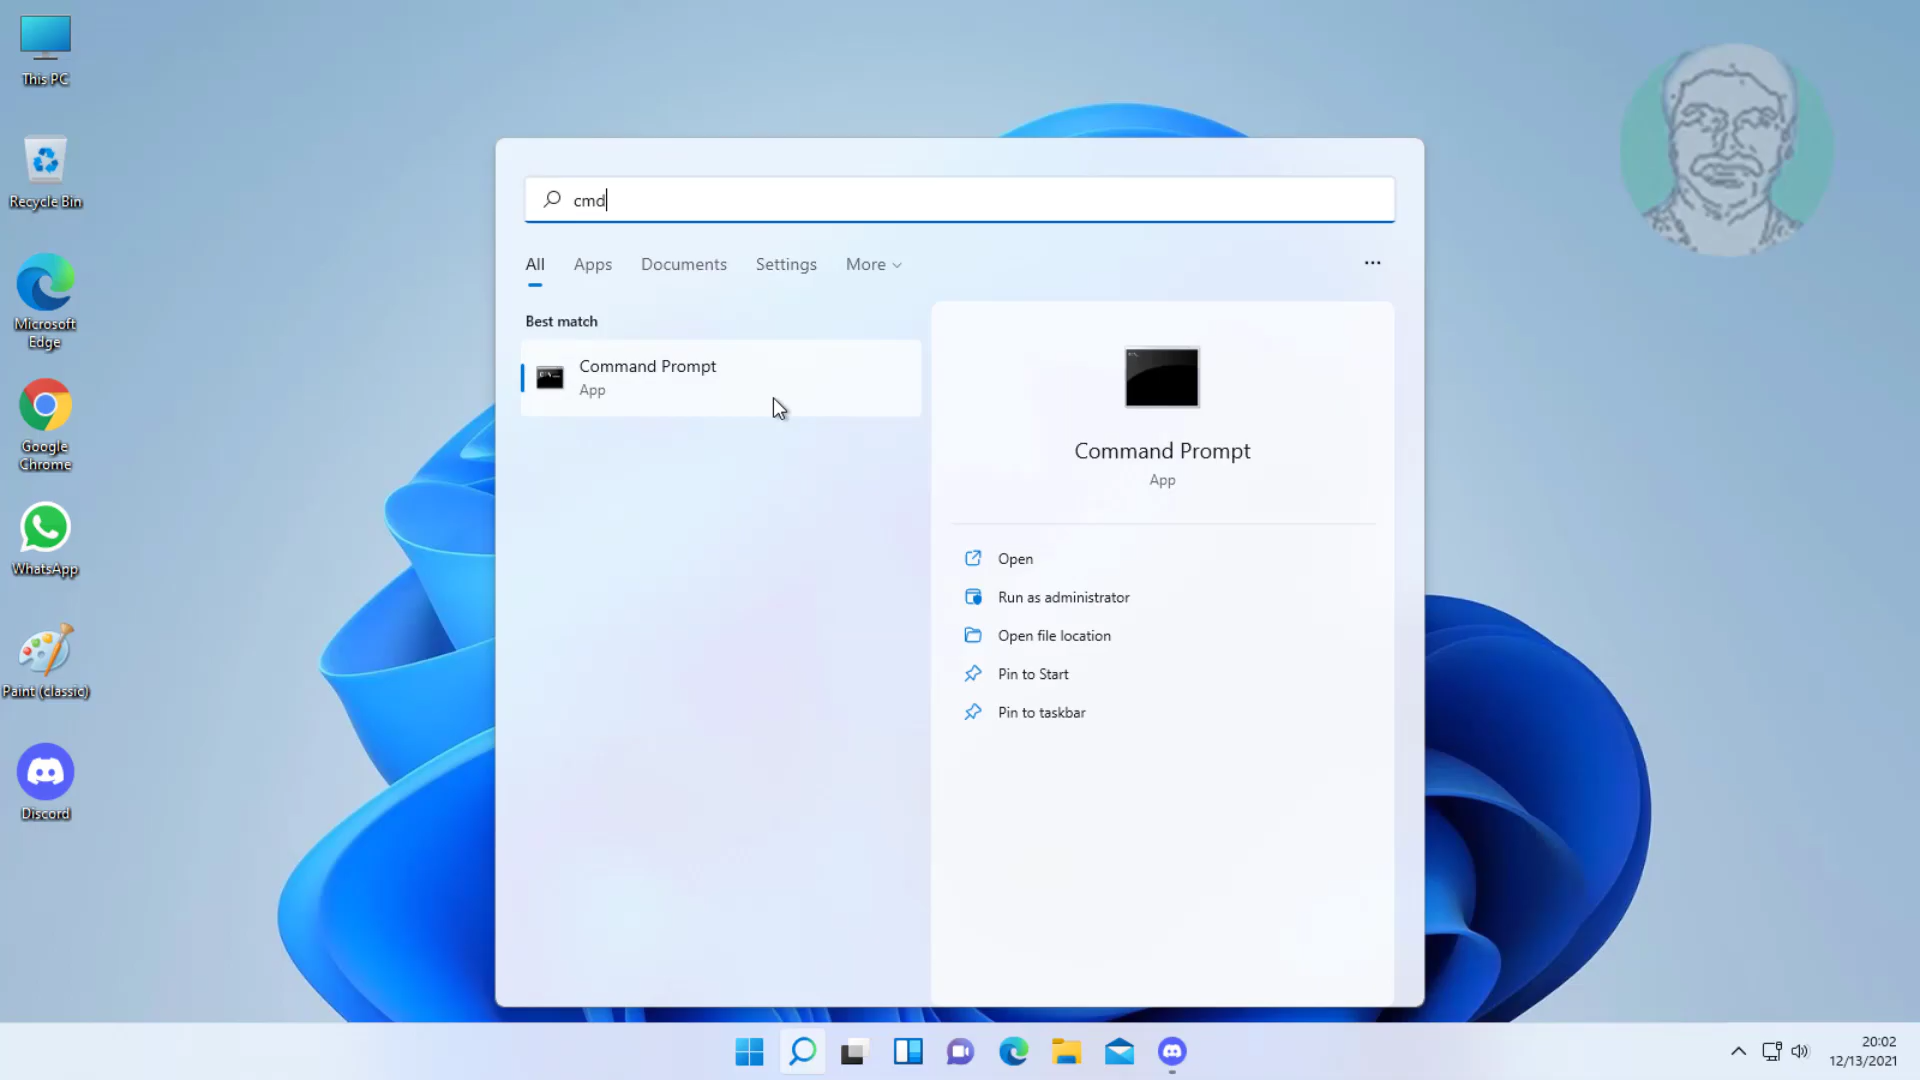 This PC
Recycle Bin
Microsoft
Edge
Google
Chrome
WhatsApp
Paint (classic)
Discord
cmd
All Apps Documents Settings More
Best match
Command Prompt
App
Command Prompt
App
Open
Run as administrator
Open file location
Pin to Start
Pin to taskbar
20:02
12/13/2021